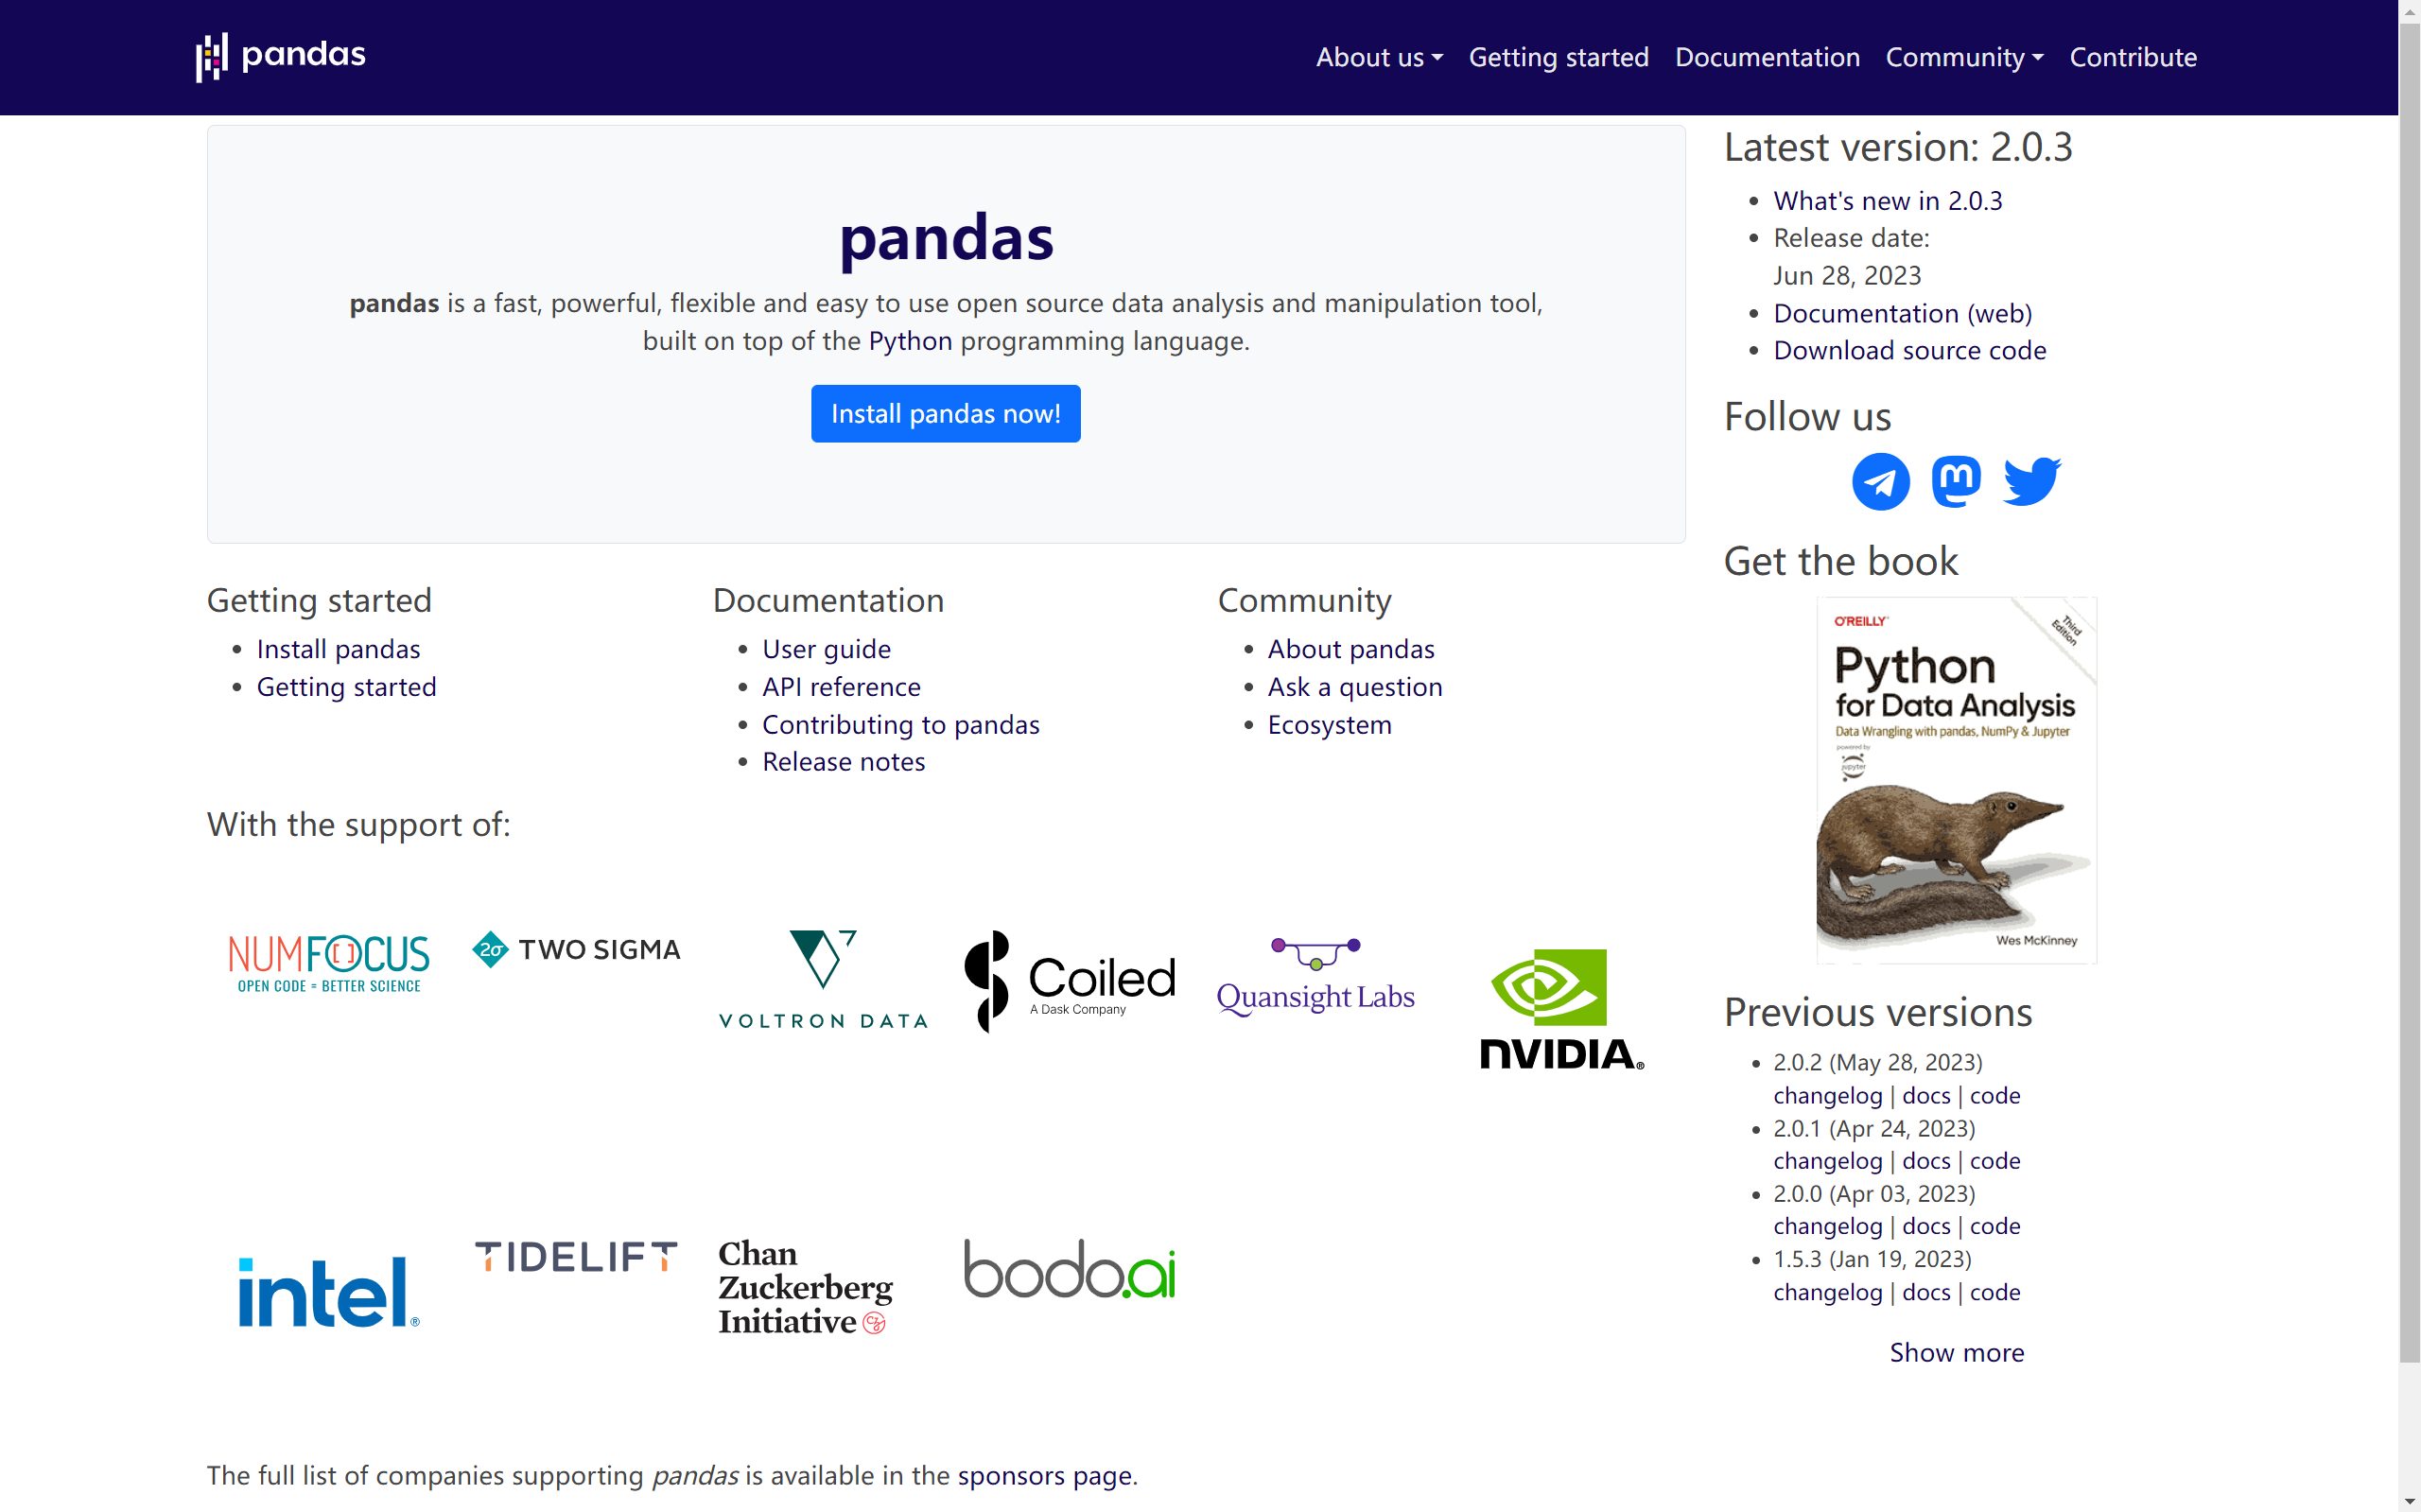 pandas
About us
Getting started
Documentation
Community
Contribute
pandas
pandas is a fast, powerful, flexible and easy to use open source data analysis and manipulation tool,
built on top of the Python programming language.
Install pandas now!
Getting started
Install pandas
Getting started
Documentation
User guide
API reference
Contributing to pandas
Release notes
Community
About pandas
Ask a question
Ecosystem
With the support of:
NUMFOCUS
OPEN CODE = BETTER SCIENCE
2σ TWO SIGMA
VOLTRON DATA
Coiled
A Dask Company
Quansight Labs
NVIDIA®
intel®
TIDELIFT
Chan
Zuckerberg
Initiative CZI
bodo.ai
The full list of companies supporting pandas is available in the sponsors page.
Latest version: 2.0.3
What's new in 2.0.3
Release date:
Jun 28, 2023
Documentation (web)
Download source code
Follow us
Get the book
O'REILLY®
Third
Edition
Python
for Data Analysis
Data Wrangling with pandas, NumPy & Jupyter
powered by
jupyter
Wes McKinney
Previous versions
2.0.2 (May 28, 2023)
changelog | docs | code
2.0.1 (Apr 24, 2023)
changelog | docs | code
2.0.0 (Apr 03, 2023)
changelog | docs | code
1.5.3 (Jan 19, 2023)
changelog | docs | code
Show more